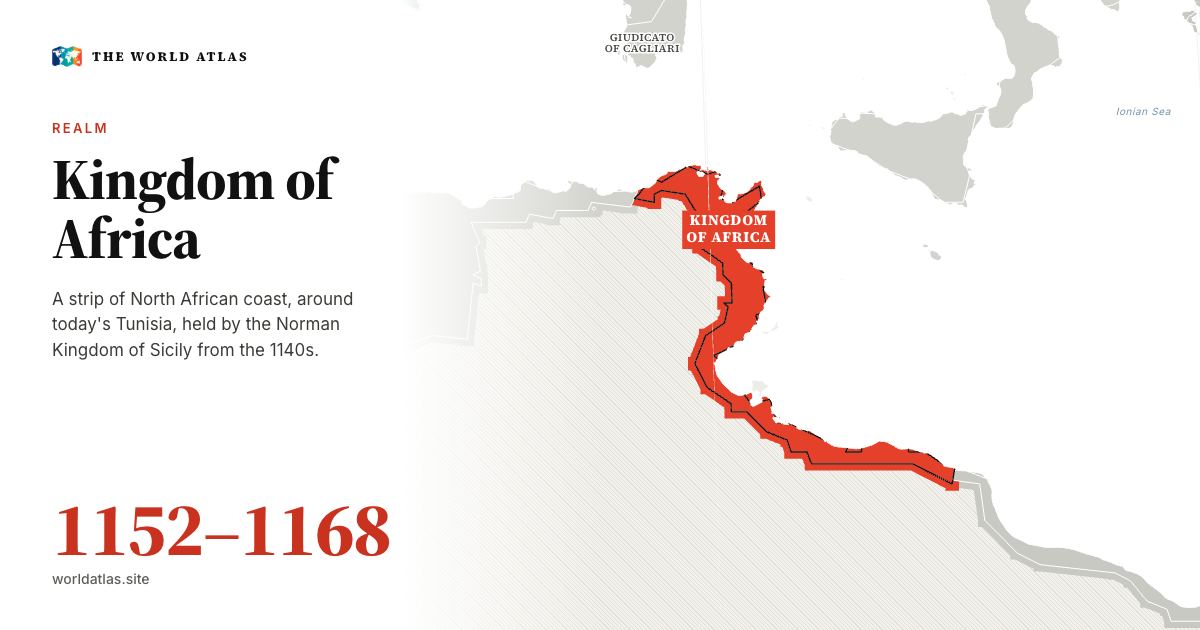 THE WORLD ATLAS
REALM
Kingdom of
Africa
A strip of North African coast, around
today's Tunisia, held by the Norman
Kingdom of Sicily from the 1140s.
1152–1168
worldatlas.site
GIUDICATO
OF CAGLIARI
Ionian Sea
KINGDOM
OF AFRICA